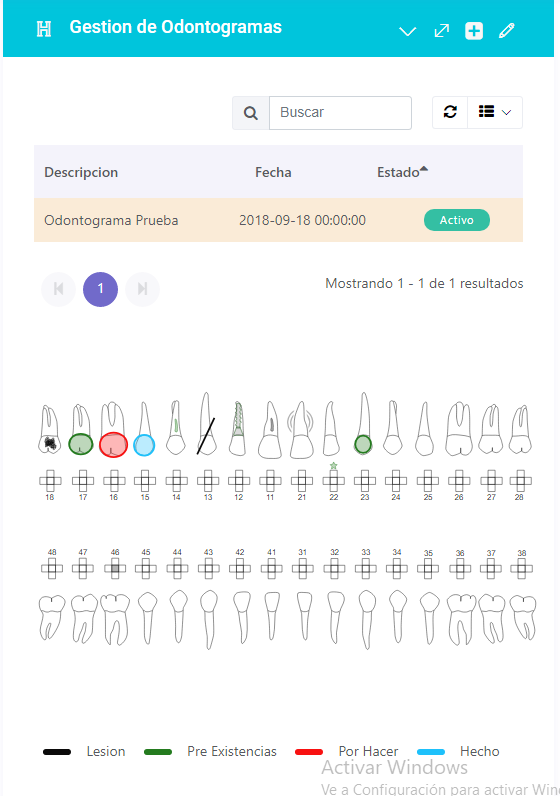 Gestion de Odontogramas
Buscar
Descripcion Fecha Estado
Odontograma Prueba 2018-09-18 00:00:00 Activo
1 Mostrando 1 - 1 de 1 resultados
18 17 16 15 14 13 12 11 21 22 23 24 25 26 27 28
48 47 46 45 44 43 42 41 31 32 33 34 35 36 37 38
Lesion Pre Existencias Por Hacer Hecho
Activar Windows
Ve a Configuración para activar Win